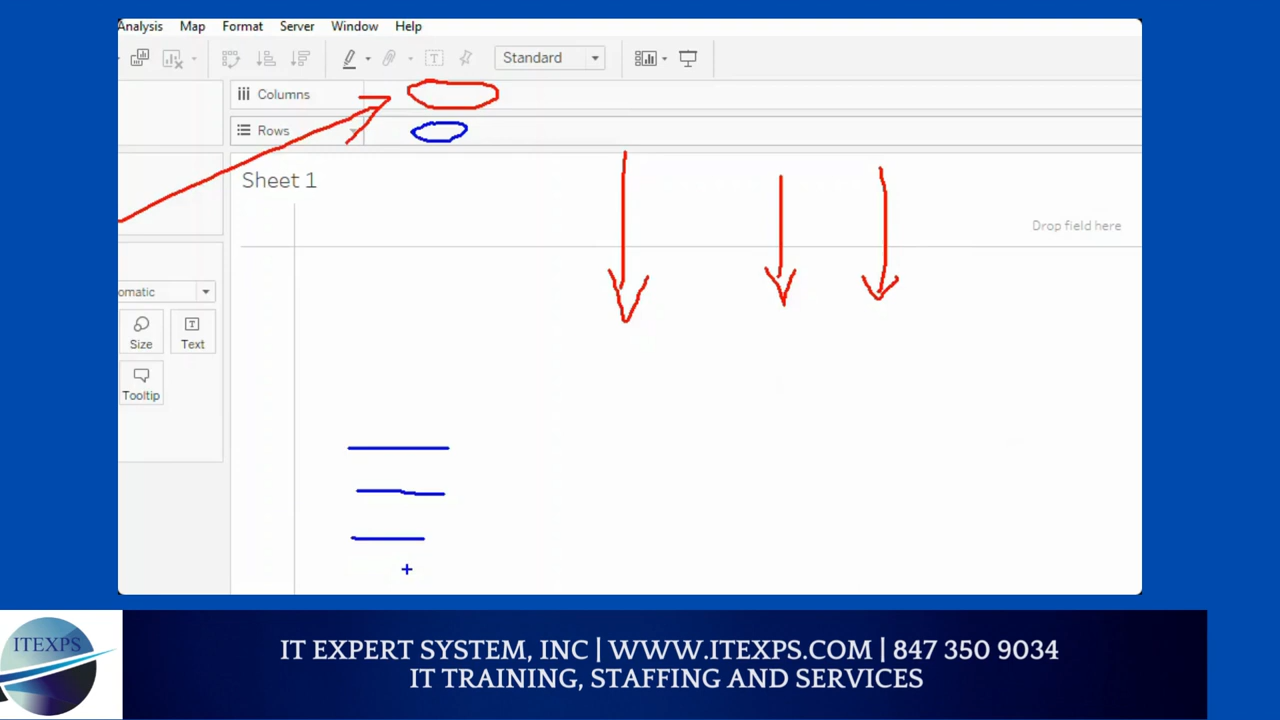 Analysis Map Format Server Window Help
Standard
Columns
Rows
Sheet 1
Drop field here
omatic
Size Text
Tooltip
ITEXPS
IT EXPERT SYSTEM, INC | WWW.ITEXPS.COM | 847 350 9034
IT TRAINING, STAFFING AND SERVICES